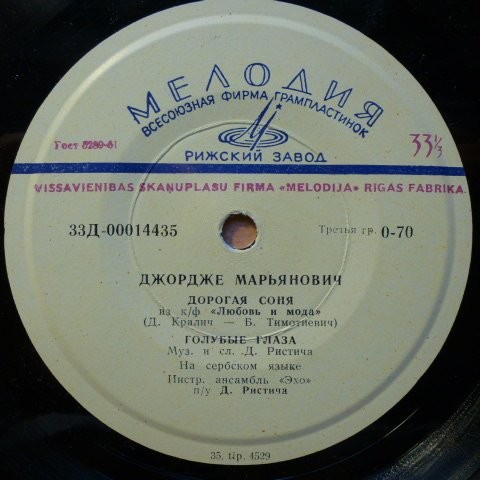 МЕЛОДИЯ
ВСЕСОЮЗНАЯ ФИРМА ГРАМПЛАСТИНОК
Гост 5289-61
33⅓
РИЖСКИЙ ЗАВОД
VISSAVIENĪBAS SKAŅUPLAŠU FIRMA «MELODIJA» RĪGAS FABRIKA
33Д-00014435
Третья гр. 0-70
ДЖОРДЖЕ МАРЬЯНОВИЧ
ДОРОГАЯ СОНЯ
из к/ф «Любовь и мода»
(Д. Кралич — Б. Тимотиевич)
ГОЛУБЫЕ ГЛАЗА
Муз. и сл. Д. Ристича
На сербском языке
Инстр. ансамбль «Эхо»
п/у Д. Ристича
35. tip. 4529